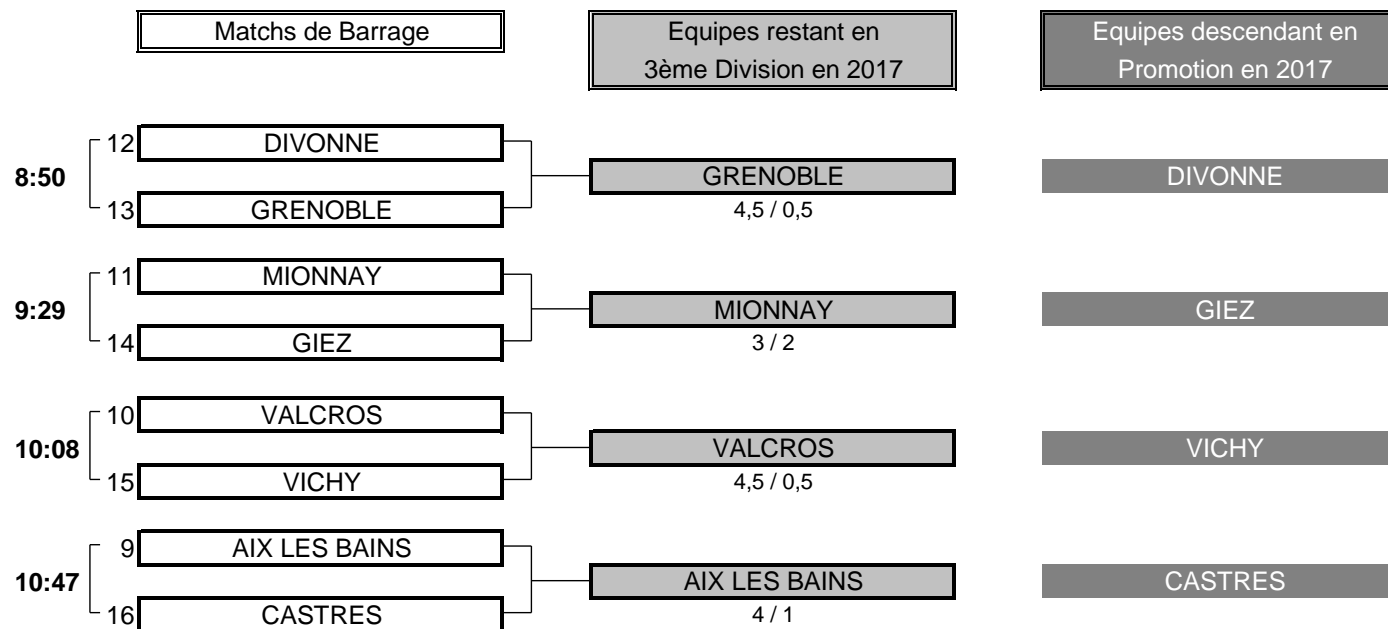 Matchs de Barrage
Equipes restant en
3ème Division en 2017
Equipes descendant en
Promotion en 2017
12 DIVONNE
8:50 GRENOBLE DIVONNE
13 GRENOBLE 4,5 / 0,5
11 MIONNAY
9:29 MIONNAY GIEZ
14 GIEZ 3 / 2
10 VALCROS
10:08 VALCROS VICHY
15 VICHY 4,5 / 0,5
9 AIX LES BAINS
10:47 AIX LES BAINS CASTRES
16 CASTRES 4 / 1